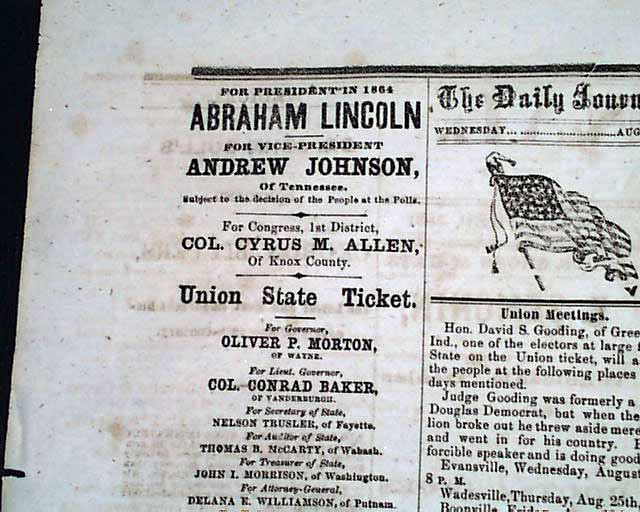 FOR PRESIDENT IN 1864
ABRAHAM LINCOLN
FOR VICE-PRESIDENT
ANDREW JOHNSON,
Of Tennessee.
Subject to the decision of the People at the Polls.
For Congress, 1st District,
COL. CYRUS M. ALLEN,
Of Knox County.
Union State Ticket.
For Governor,
OLIVER P. MORTON,
OF WAYNE.
For Lieut. Governor,
COL. CONRAD BAKER,
OF VANDERBURGH.
For Secretary of State,
NELSON TRUSLER, of Fayette.
For Auditor of State,
THOMAS B. McCARTY, of Wabash.
For Treasurer of State,
JOHN I. MORRISON, of Washington.
For Attorney-General,
DELANA E. WILLIAMSON, of Putnam.
The Daily Journ
WEDNESDAY,.........................AUG
Union Meetings.
Hon. David S. Gooding, of Gree
Ind., one of the electors at large f
State on the Union ticket, will a
the people at the following places
days mentioned.
Judge Gooding was formerly a
Douglas Democrat, but when the
lion broke out he threw aside mere
and went in for his country. H
forcible speaker and is doing good
Evansville, Wednesday, August
8 P. M.
Wadesville, Thursday, Aug. 25th
Boonville, Friday, Aug.